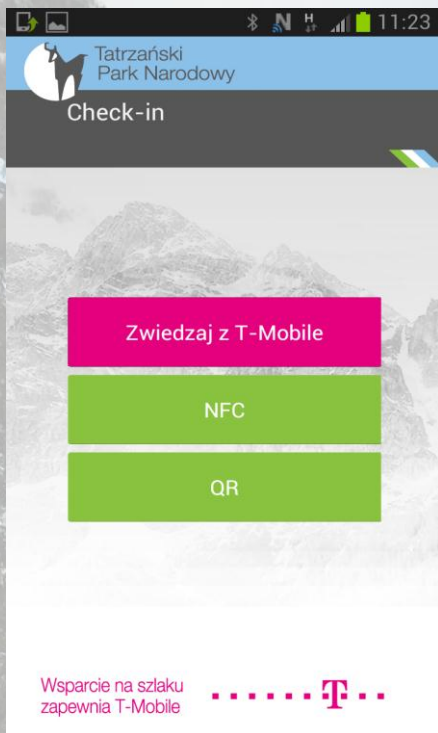 11:23
Tatrzański
Park Narodowy
Check-in
Zwiedzaj z T-Mobile
NFC
QR
Wsparcie na szlaku
zapewnia T-Mobile
T